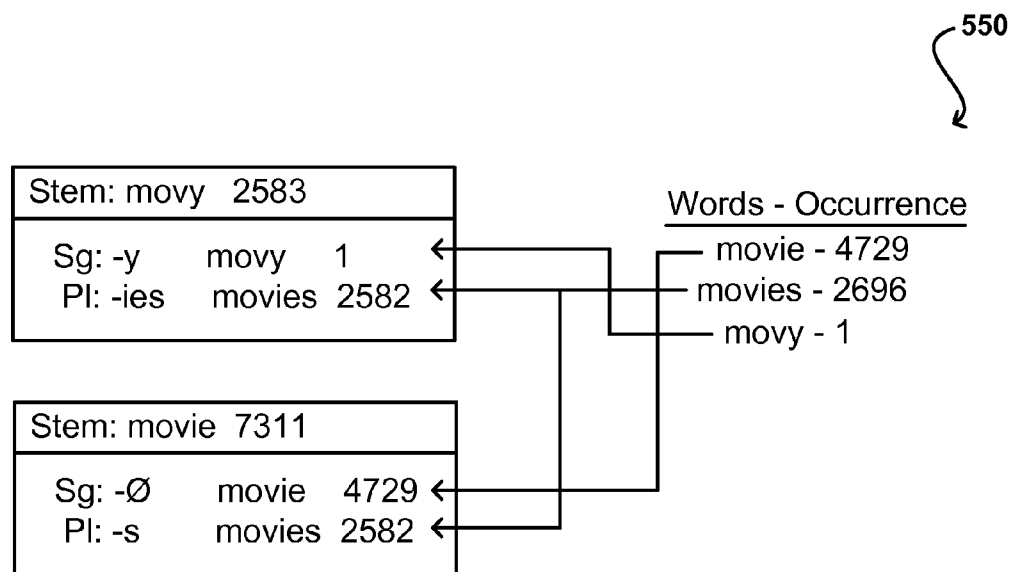 550
Stem: movy 2583
Sg: -y movy 1
Pl: -ies movies 2582
Words - Occurrence
movie - 4729
movies - 2696
movy - 1
Stem: movie 7311
Sg: -Ø movie 4729
Pl: -s movies 2582